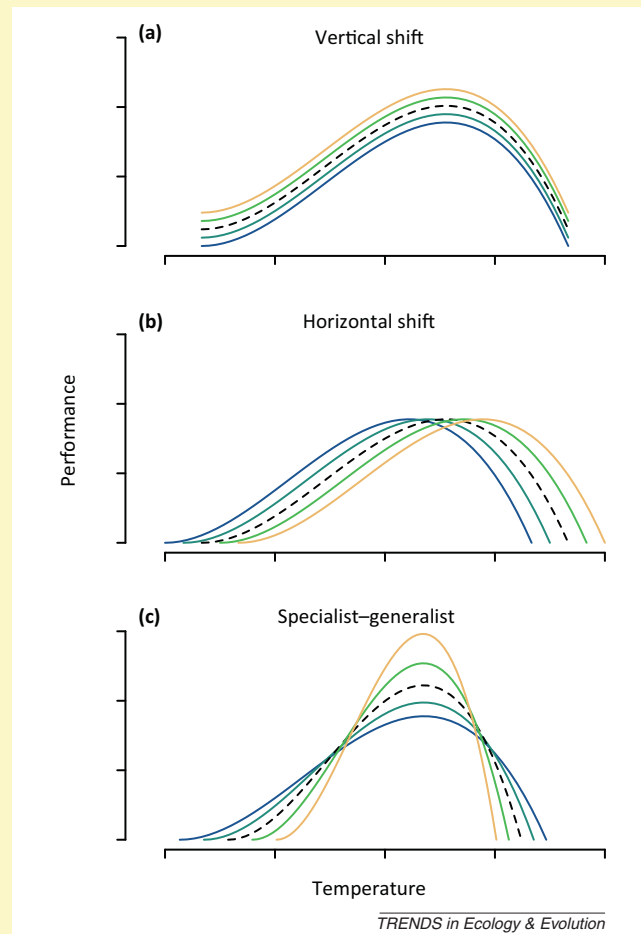 (a)
Vertical shift
(b)
Horizontal shift
Performance
(c)
Specialist–generalist
Temperature
TRENDS in Ecology & Evolution